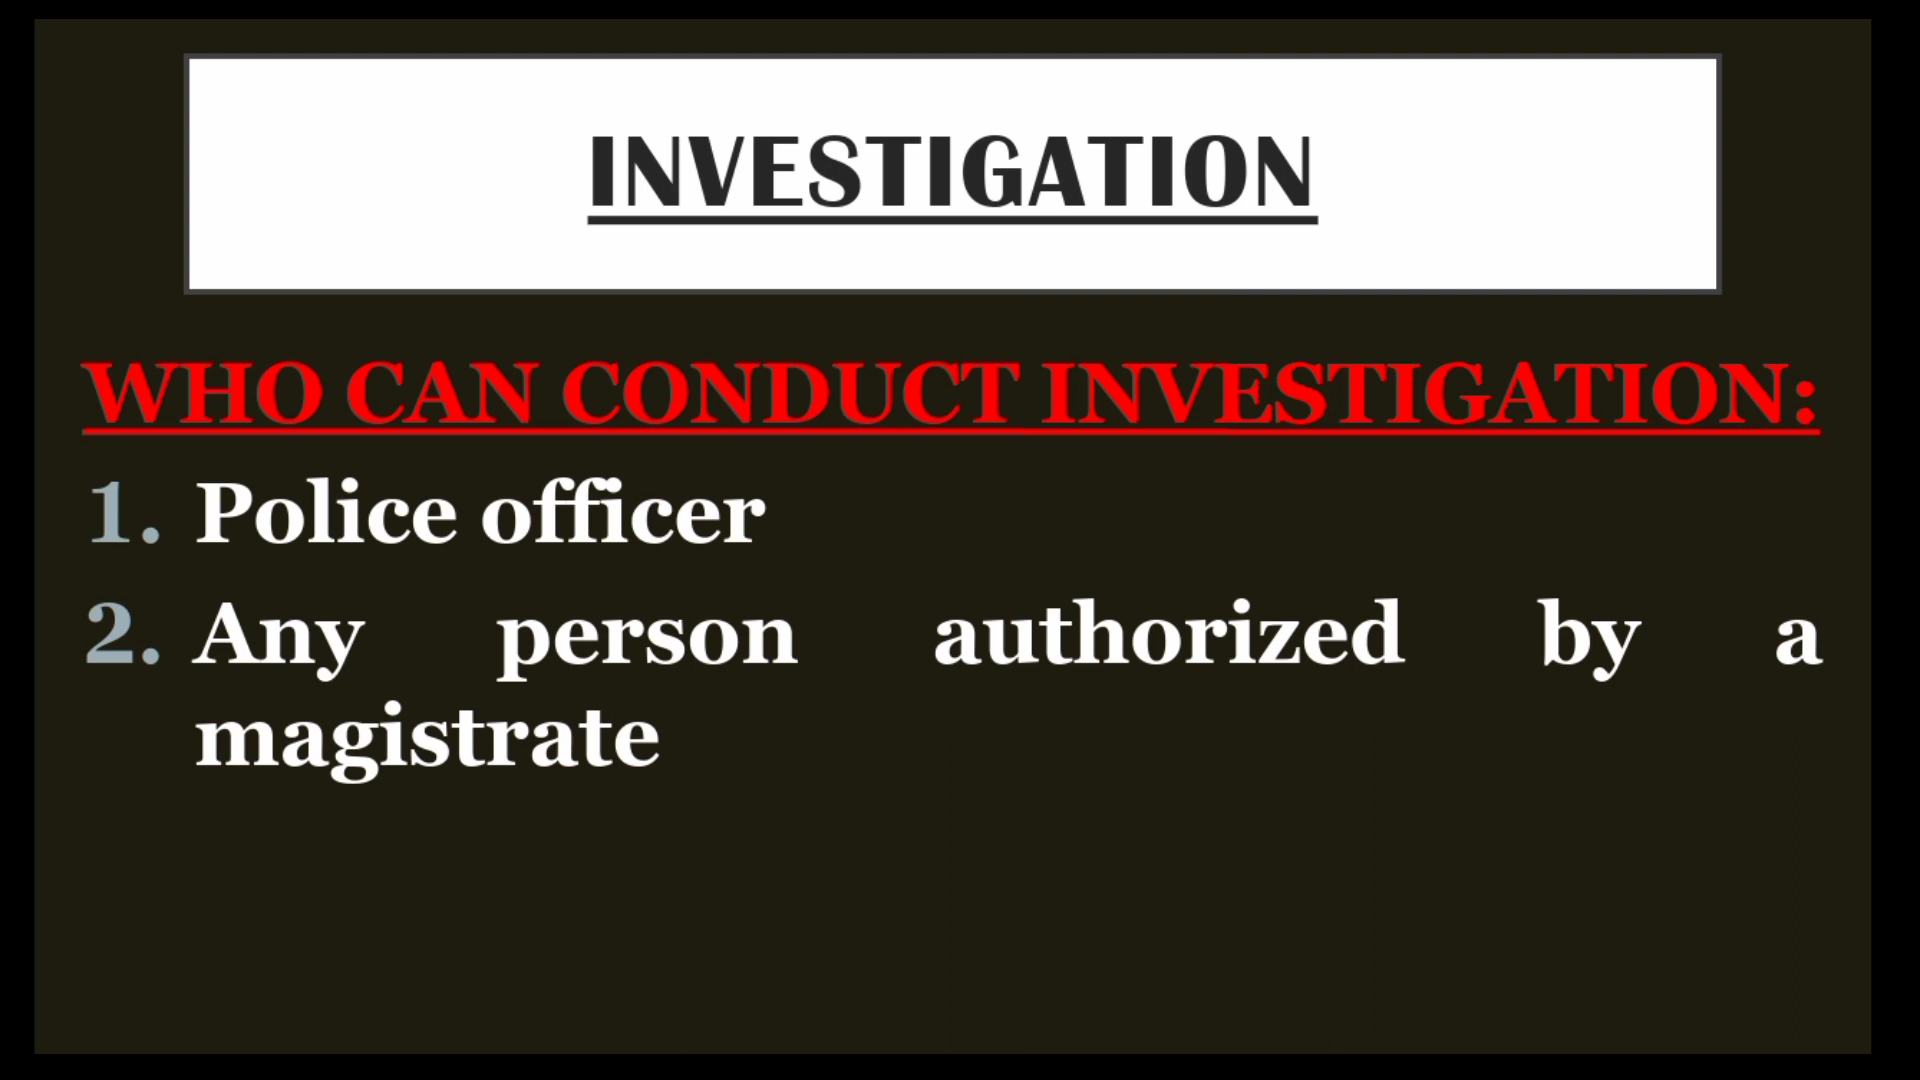 INVESTIGATION
WHO CAN CONDUCT INVESTIGATION:
1. Police officer
2. Any person authorized by a
magistrate